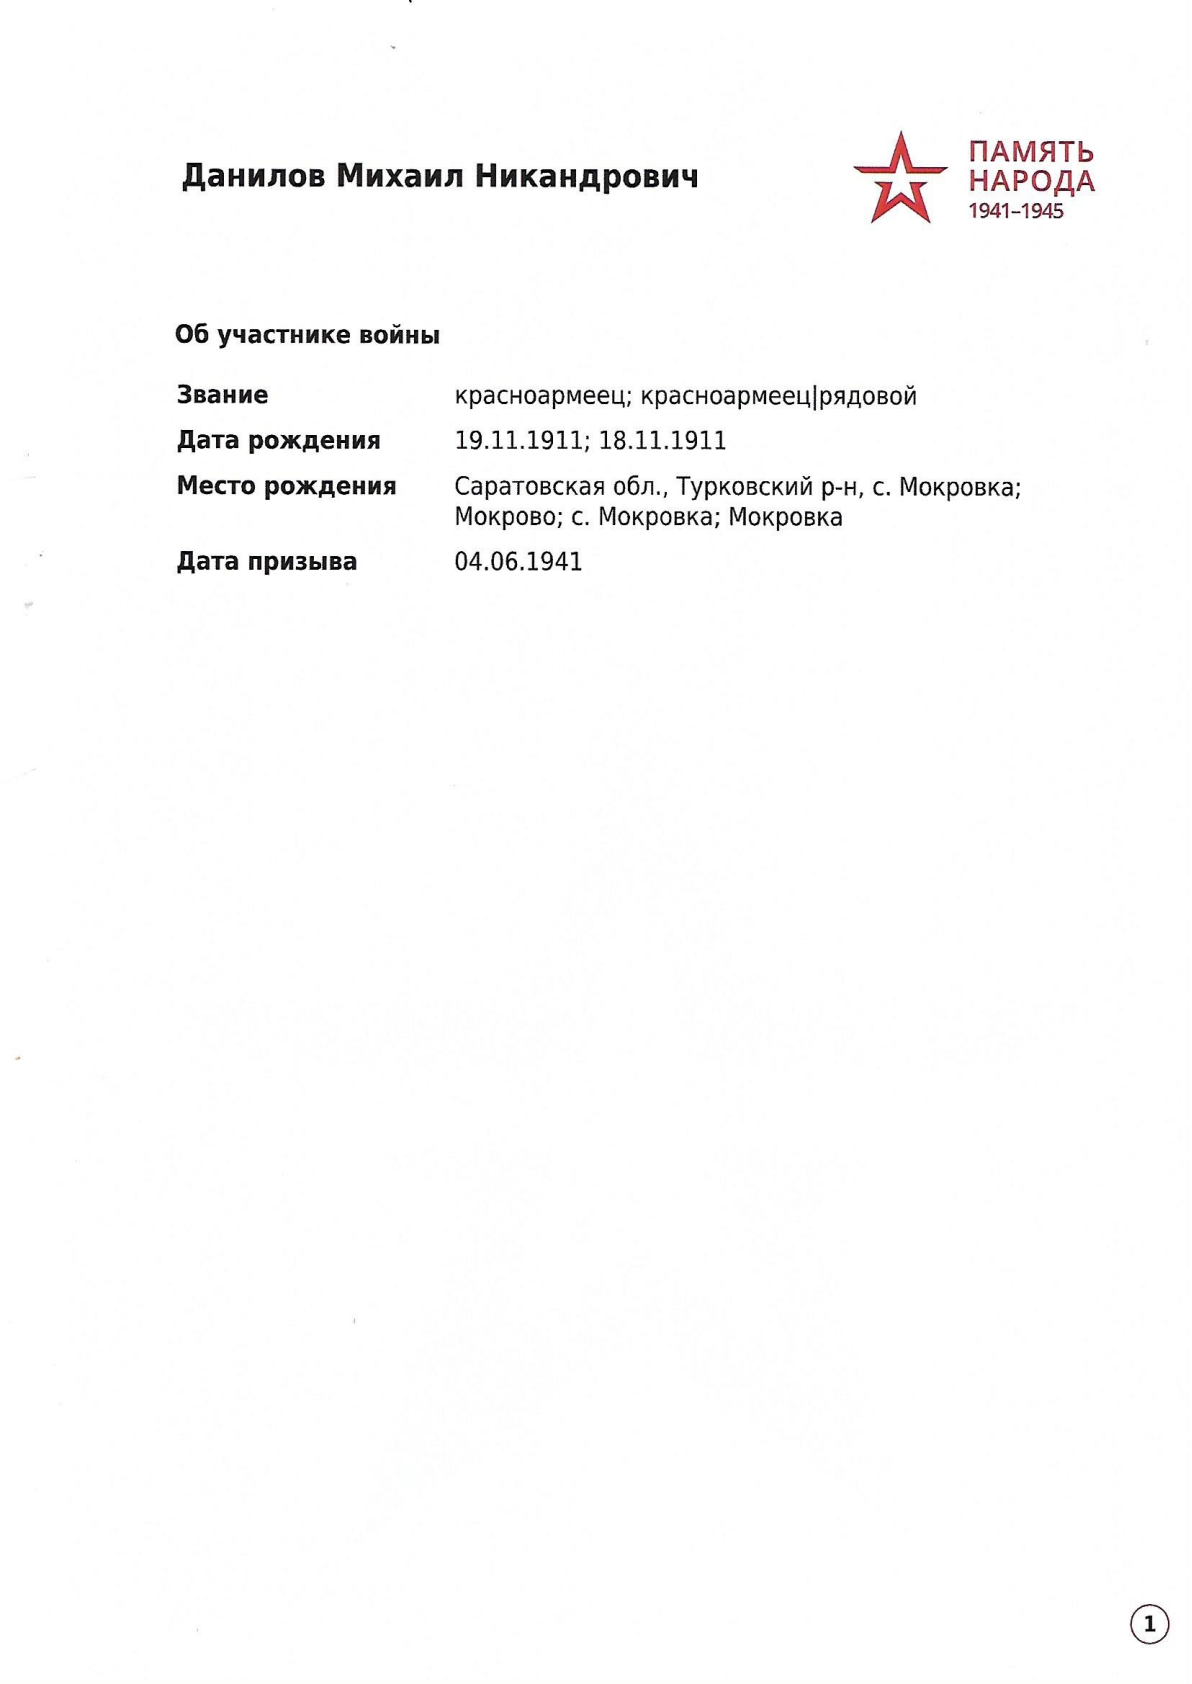 Данилов Михаил Никандрович
ПАМЯТЬ
НАРОДА
1941–1945
Об участнике войны
Звание красноармеец; красноармеец|рядовой
Дата рождения 19.11.1911; 18.11.1911
Место рождения Саратовская обл., Турковский р-н, с. Мокровка;
Мокрово; с. Мокровка; Мокровка
Дата призыва 04.06.1941
1